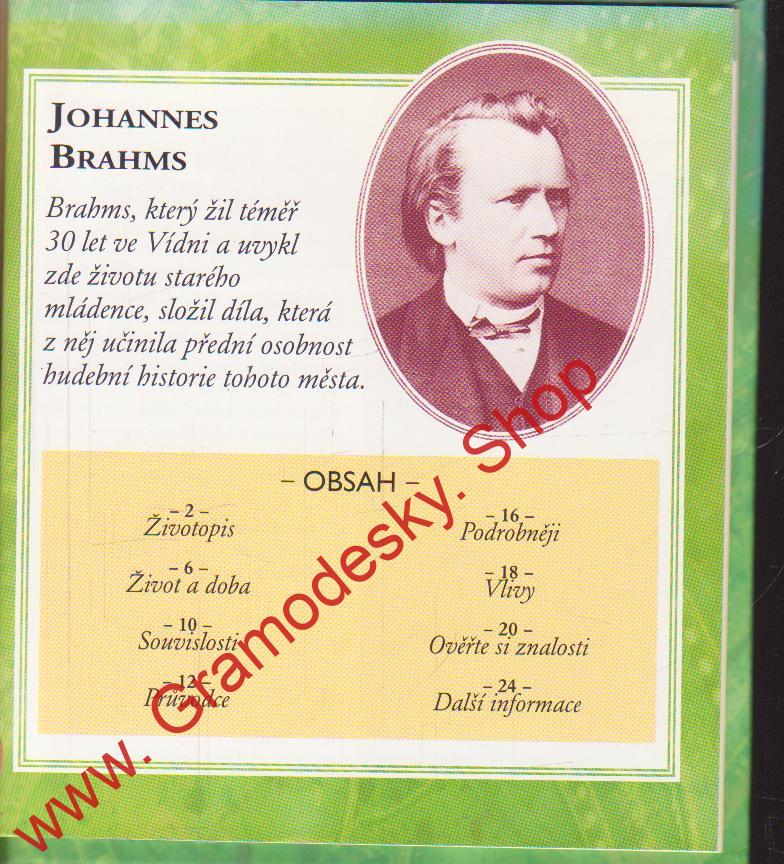 JOHANNES
BRAHMS
Brahms, který žil téměř
30 let ve Vídni a uvykl
zde životu starého
mládence, složil díla, která
z něj učinila přední osobnost
hudební historie tohoto města.
– OBSAH –
– 2 –
Životopis
– 6 –
Život a doba
– 10 –
Souvislosti
– 12 –
Průvodce
– 16 –
Podrobněji
– 18 –
Vlivy
– 20 –
Ověřte si znalosti
– 24 –
Další informace
www. Gramodesky. Shop